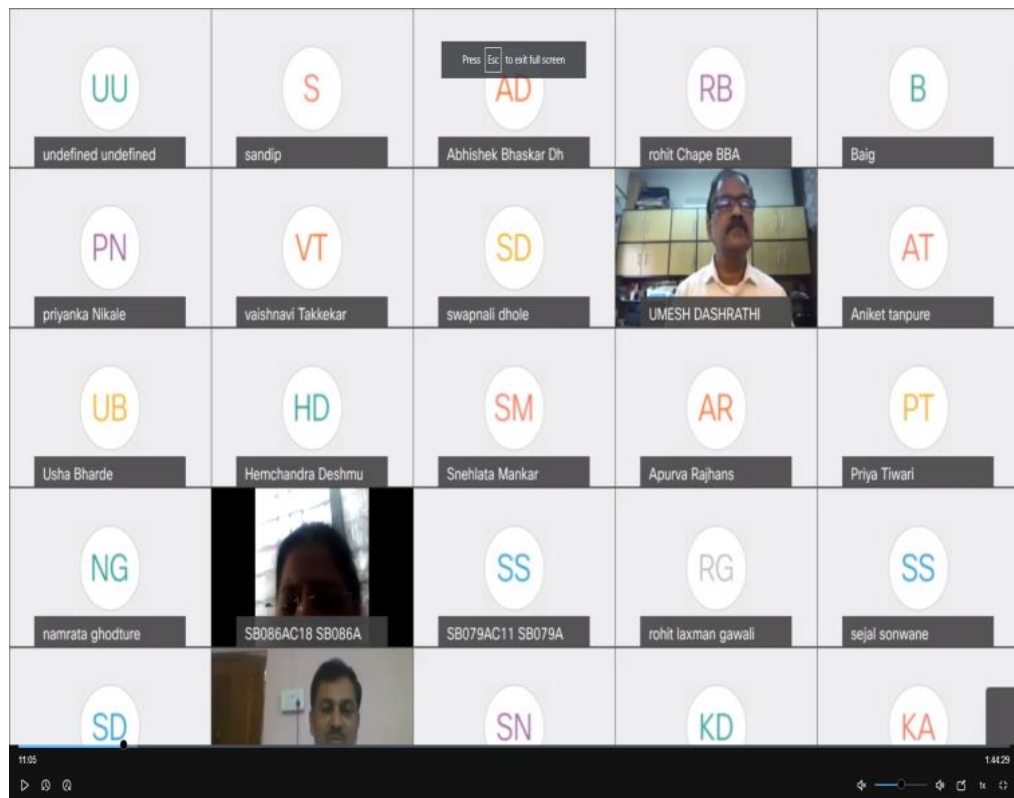 Press Esc to exit full screen
UU
S
AD
RB
B
undefined undefined
sandip
Abhishek Bhaskar Dh
rohit Chape BBA
Baig
PN
VT
SD
AT
priyanka Nikale
vaishnavi Takkekar
swapnali dhole
UMESH DASHRATHI
Aniket tanpure
UB
HD
SM
AR
PT
Usha Bharde
Hemchandra Deshmu
Snehlata Mankar
Apurva Rajhans
Priya Tiwari
NG
SS
RG
SS
namrata ghodture
SB086AC18 SB086A
SB079AC11 SB079A
rohit laxman gawali
sejal sonwane
SD
SN
KD
KA
11:05
1:44:29
1x